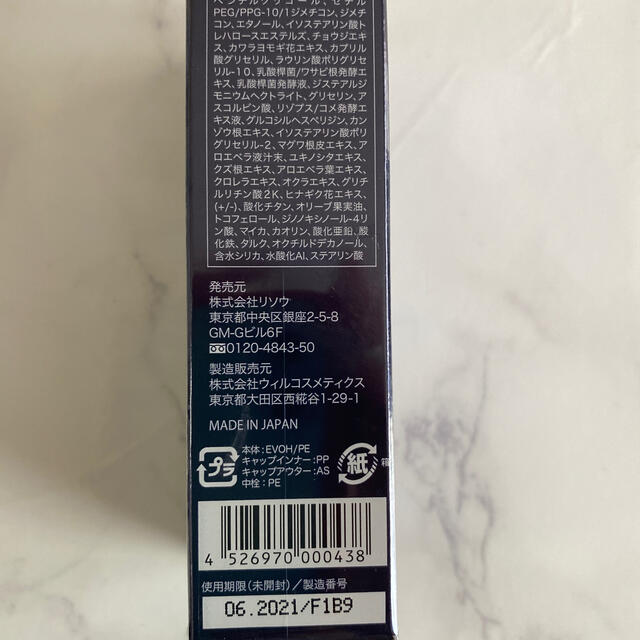 ペンチルグリコール、セチル
PEG/PPG-10/1ジメチコン、ジメチ
コン、エタノール、イソステアリン酸ト
レハロースエステルズ、チョウジエキ
ス、カワラヨモギ花エキス、カプリル
酸グリセリル、ラウリン酸ポリグリセ
リル-10、乳酸桿菌/ワサビ根発酵エ
キス、乳酸桿菌発酵液、ジステアルジ
モニウムヘクトライト、グリセリン、ア
スコルビン酸、リゾプス/コメ発酵エ
キス液、グルコシルヘスペリジン、カン
ゾウ根エキス、イソステアリン酸ポリ
グリセリル-2、マグワ根皮エキス、ア
ロエベラ液汁末、ユキノシタエキス、
クズ根エキス、アロエベラ葉エキス、
クロレラエキス、オクラエキス、グリチ
ルリチン酸2K、ヒナギク花エキス、
(+/-)、酸化チタン、オリーブ果実油、
トコフェロール、ジノキシノール-4リ
ン酸、マイカ、カオリン、酸化亜鉛、酸
化鉄、タルク、オクチルドデカノール、
含水シリカ、水酸化Al、ステアリン酸
発売元
株式会社リソウ
東京都中央区銀座2-5-8
GM-Gビル6F
0120-4843-50
製造販売元
株式会社ウィルコスメティクス
東京都大田区西糀谷1-29-1
MADE IN JAPAN
プラ
本体:EVOH/PE
キャップインナー:PP
キャップアウター:AS
中栓:PE
紙
箱
4 526970 000438
使用期限(未開封)/製造番号
06.2021/F1B9